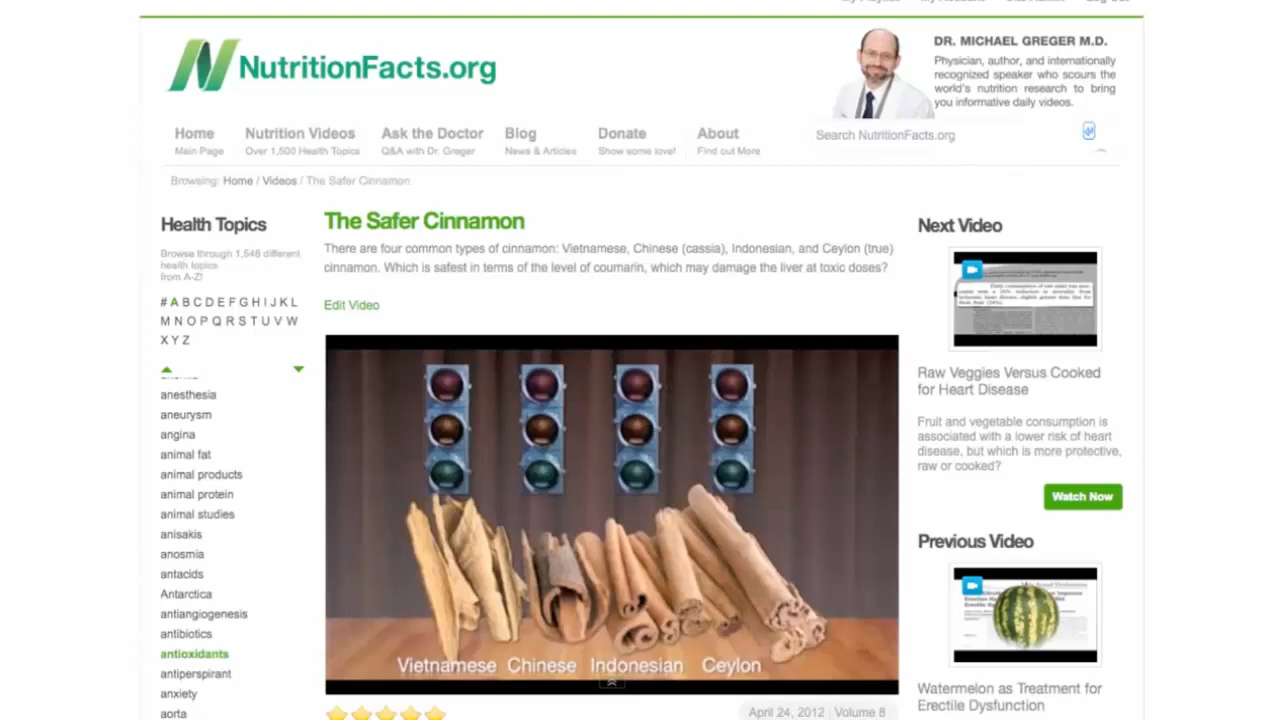 NutritionFacts.org
DR. MICHAEL GREGER M.D.
Physician, author, and internationally
recognized speaker who scours the
world's nutrition research to bring
you informative daily videos.
Home
Main Page
Nutrition Videos
Over 1,500 Health Topics
Ask the Doctor
Q&A with Dr. Greger
Blog
News & Articles
Donate
Show some love!
About
Find out More
Search NutritionFacts.org
Browsing: Home / Videos / The Safer Cinnamon
Health Topics
Browse through 1,548 different
health topics
from A-Z!
# A B C D E F G H I J K L
M N O P Q R S T U V W
X Y Z
anesthesia
aneurysm
angina
animal fat
animal products
animal protein
animal studies
anisakis
anosmia
antacids
Antarctica
antiangiogenesis
antibiotics
antioxidants
antiperspirant
anxiety
aorta
The Safer Cinnamon
There are four common types of cinnamon: Vietnamese, Chinese (cassia), Indonesian, and Ceylon (true)
cinnamon. Which is safest in terms of the level of coumarin, which may damage the liver at toxic doses?
Edit Video
Vietnamese Chinese Indonesian Ceylon
April 24, 2012 | Volume 8
Next Video
Raw Veggies Versus Cooked
for Heart Disease
Fruit and vegetable consumption is
associated with a lower risk of heart
disease, but which is more protective,
raw or cooked?
Watch Now
Previous Video
Watermelon as Treatment for
Erectile Dysfunction